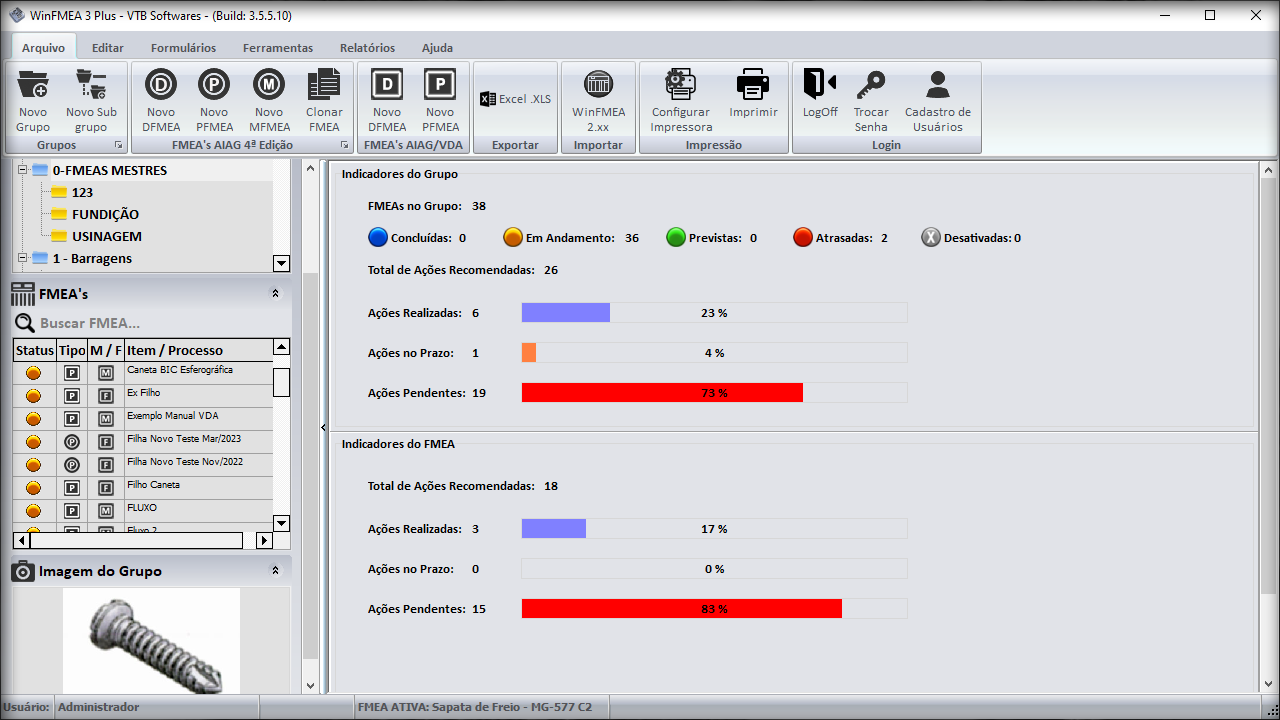 WinFMEA 3 Plus - VTB Softwares - (Build: 3.5.5.10)
Arquivo Editar Formulários Ferramentas Relatórios Ajuda
Novo Grupo
Novo Sub grupo
Grupos
Novo DFMEA
Novo PFMEA
Novo MFMEA
Clonar FMEA
FMEA's AIAG 4ª Edição
D
Novo DFMEA
P
Novo PFMEA
FMEA's AIAG/VDA
Excel .XLS
Exportar
WinFMEA 2.xx
Importar
Configurar Impressora
Imprimir
Impressão
LogOff
Trocar Senha
Cadastro de Usuários
Login
0-FMEAS MESTRES
123
FUNDIÇÃO
USINAGEM
1 - Barragens
FMEA's
Buscar FMEA...
Status Tipo M / F Item / Processo
P M Caneta BIC Esferográfica
P F Ex Filho
P M Exemplo Manual VDA
P F Filha Novo Teste Mar/2023
P F Filha Novo Teste Nov/2022
P F Filho Caneta
P M FLUXO
Fluxo 2
Imagem do Grupo
Indicadores do Grupo
FMEAs no Grupo: 38
Concluídas: 0 Em Andamento: 36 Previstas: 0 Atrasadas: 2 X Desativadas: 0
Total de Ações Recomendadas: 26
Ações Realizadas: 6 23 %
Ações no Prazo: 1 4 %
Ações Pendentes: 19 73 %
Indicadores do FMEA
Total de Ações Recomendadas: 18
Ações Realizadas: 3 17 %
Ações no Prazo: 0 0 %
Ações Pendentes: 15 83 %
Usuário: Administrador FMEA ATIVA: Sapata de Freio - MG-577 C2